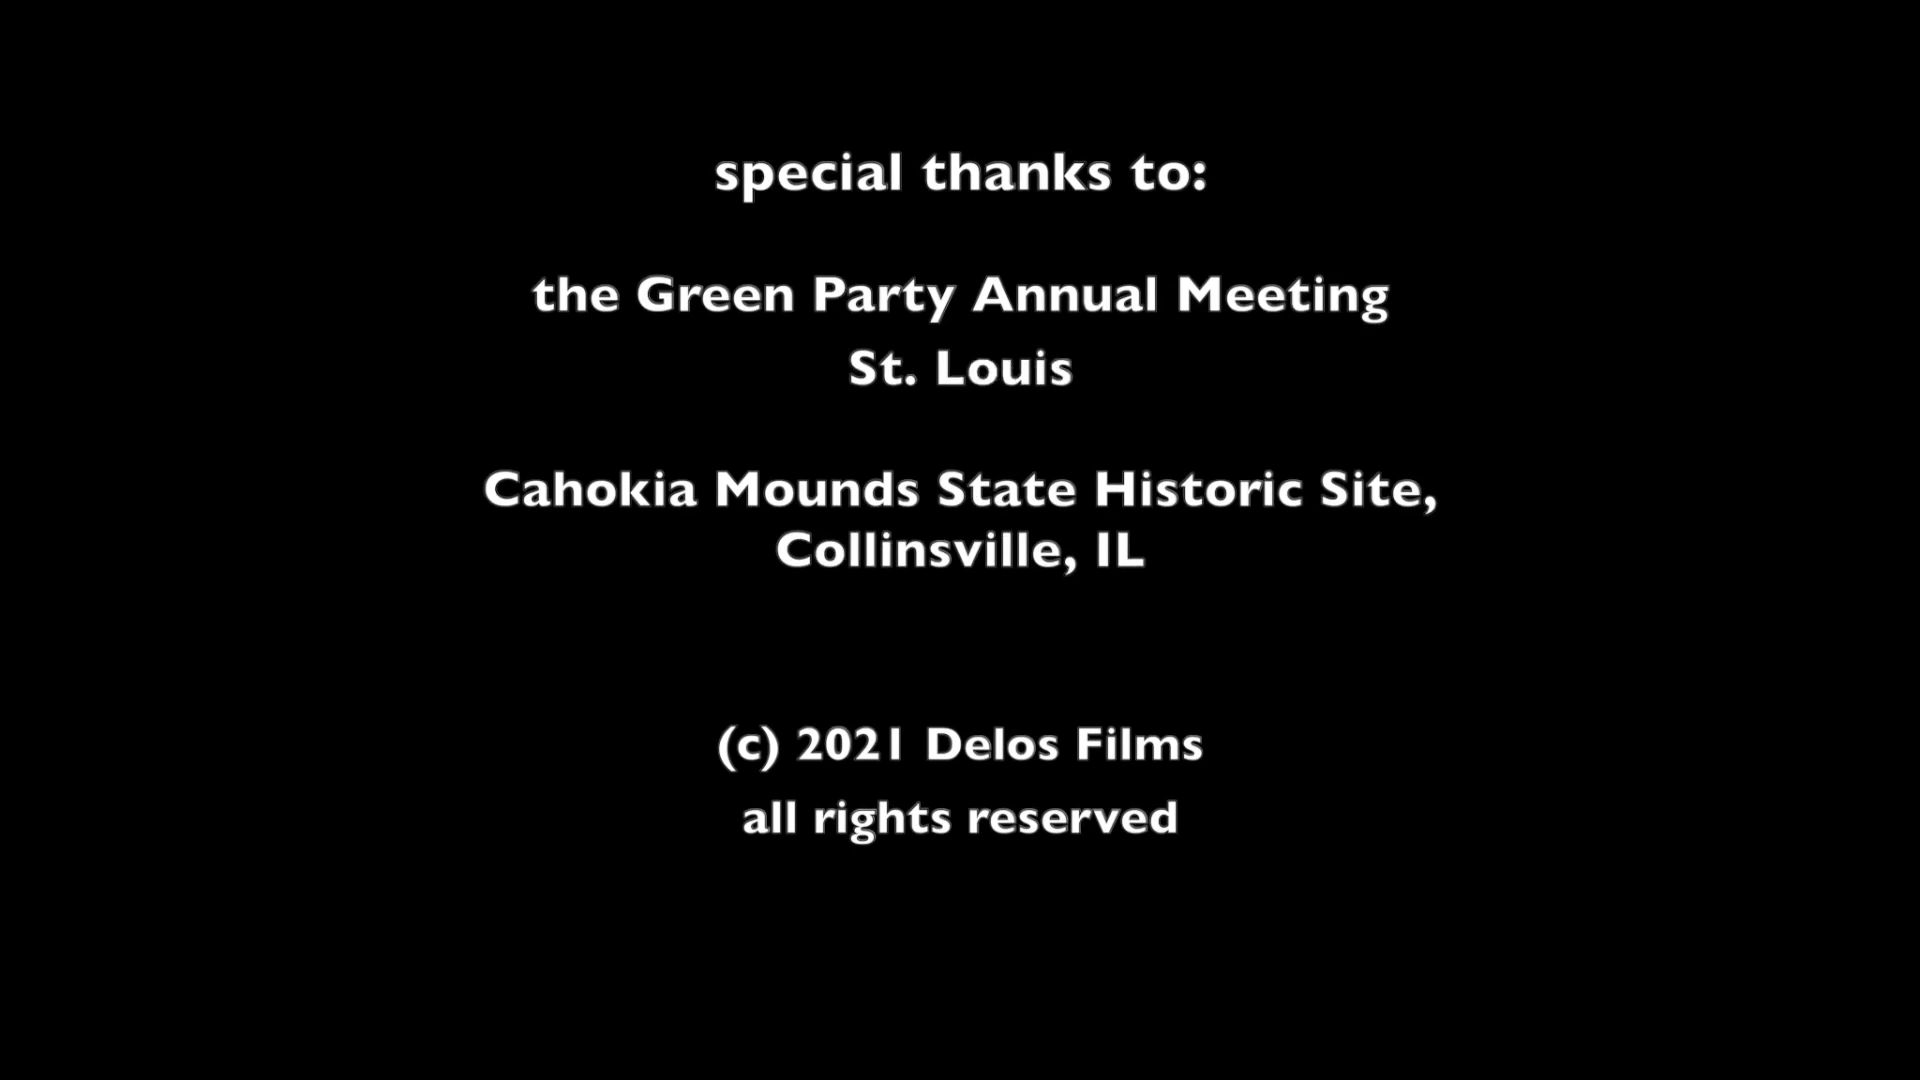 special thanks to:
the Green Party Annual Meeting
St. Louis
Cahokia Mounds State Historic Site,
Collinsville, IL
(c) 2021 Delos Films
all rights reserved